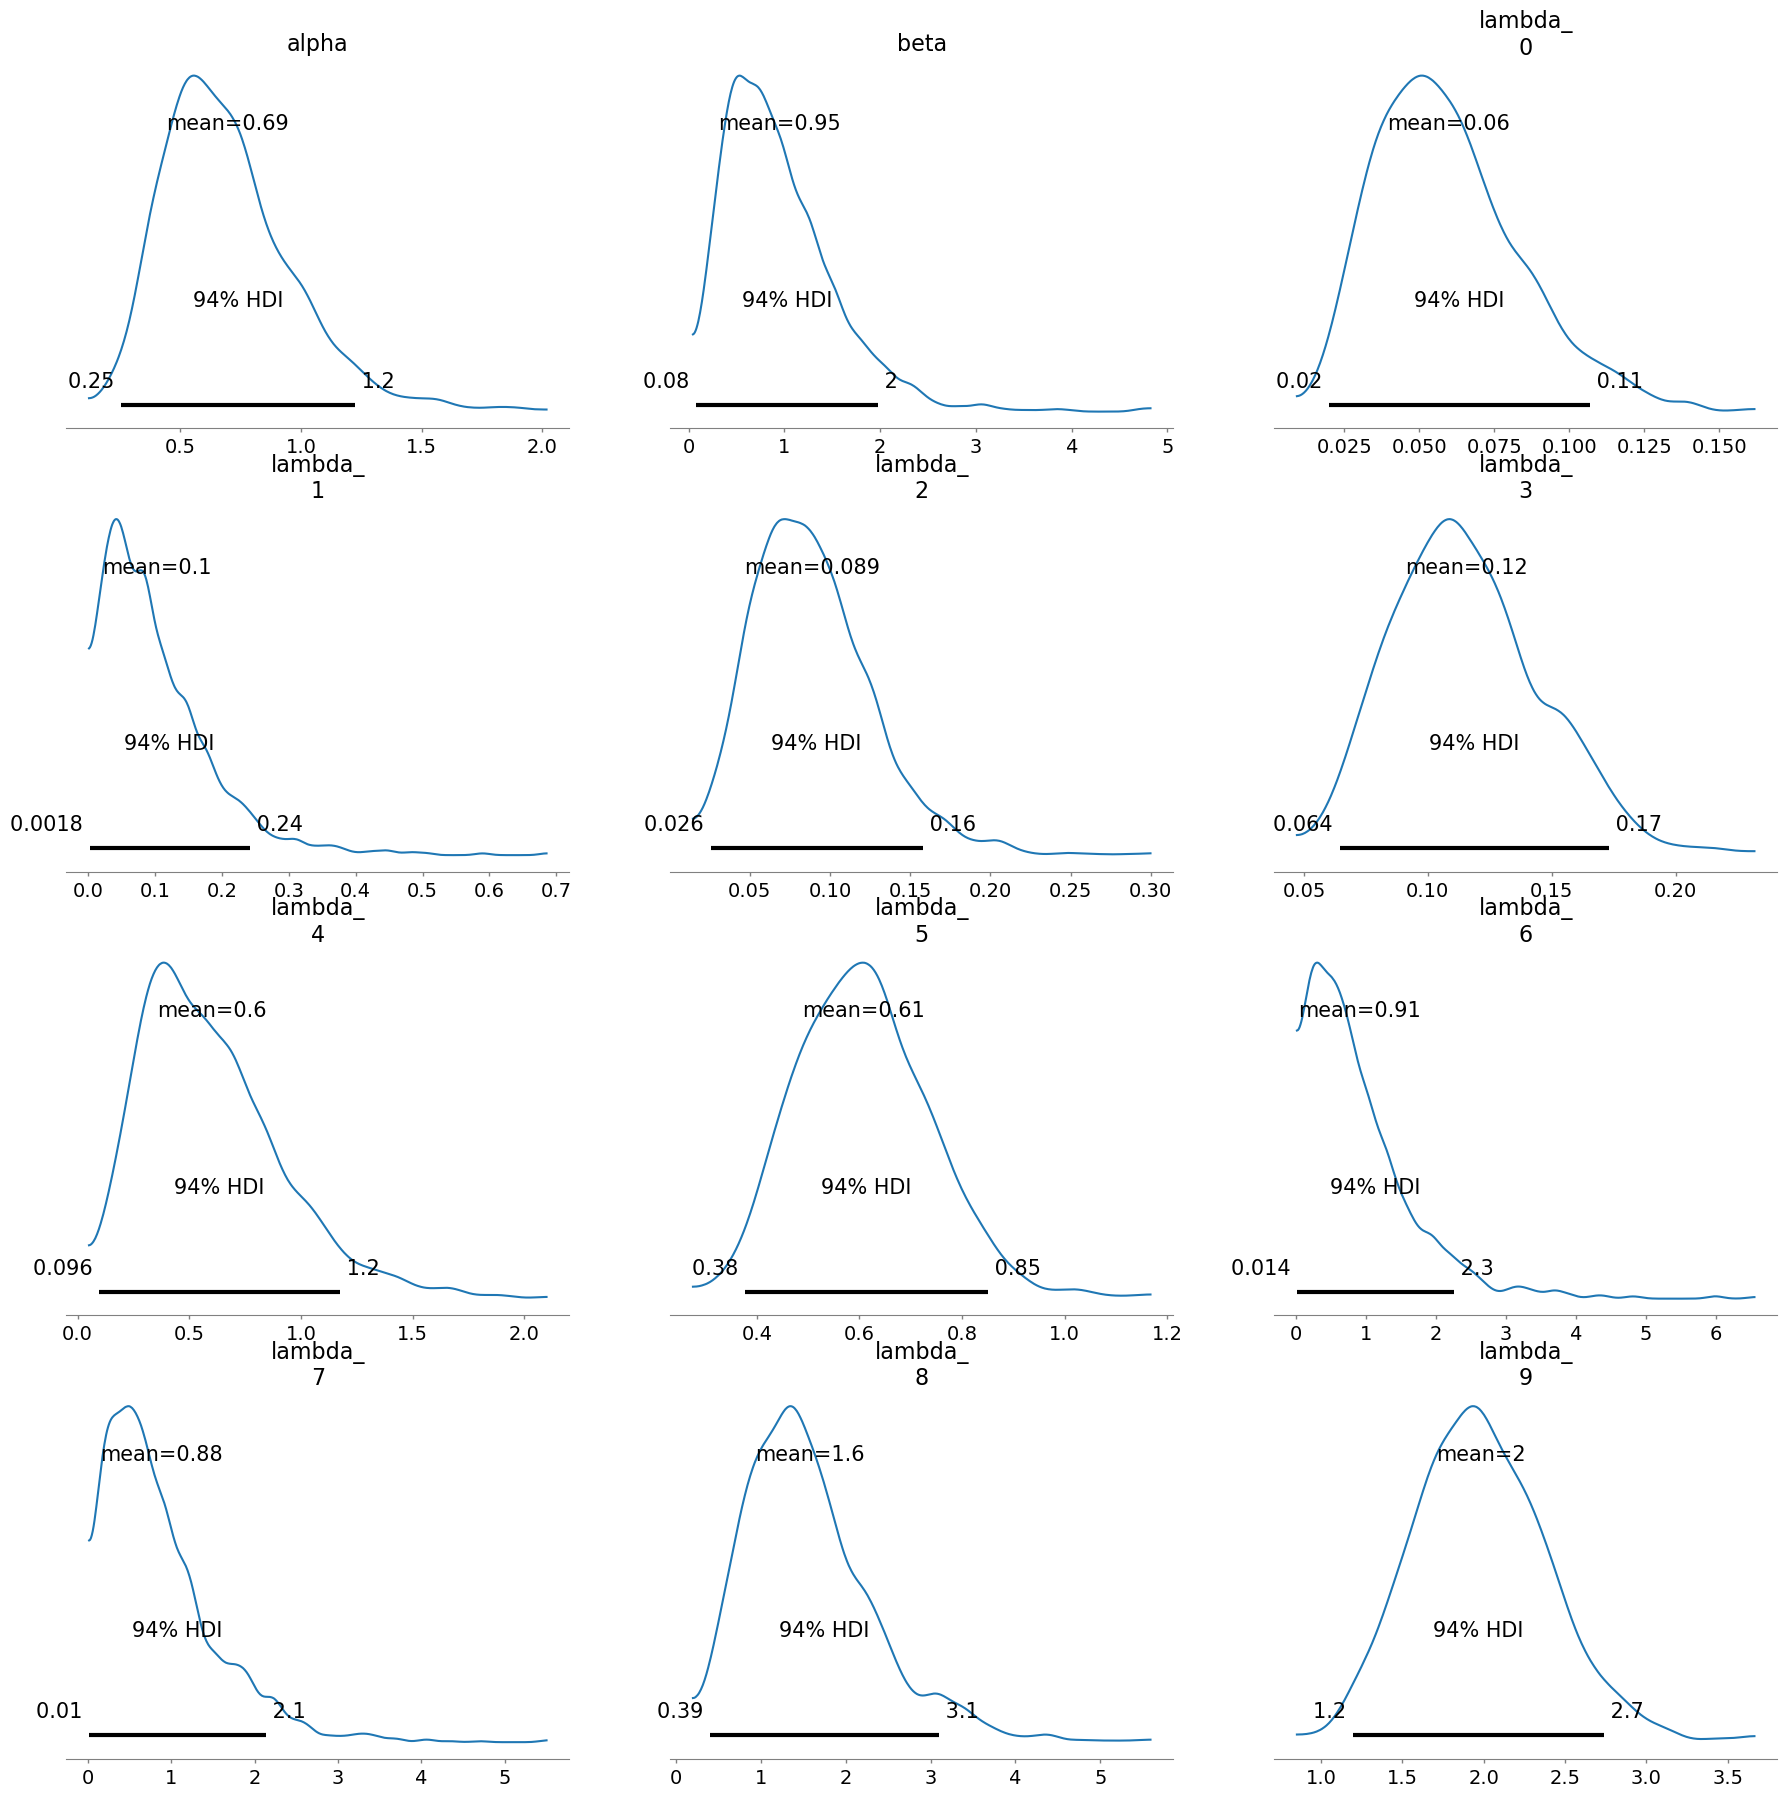 alpha
mean=0.69
94% HDI
0.25 1.2
0.5 1.0 1.5 2.0
beta
mean=0.95
94% HDI
0.08 2
0 1 2 3 4 5
lambda_
0
mean=0.06
94% HDI
0.02 0.11
0.025 0.050 0.075 0.100 0.125 0.150
lambda_
1
mean=0.1
94% HDI
0.0018 0.24
0.0 0.1 0.2 0.3 0.4 0.5 0.6 0.7
lambda_
2
mean=0.089
94% HDI
0.026 0.16
0.05 0.10 0.15 0.20 0.25 0.30
lambda_
3
mean=0.12
94% HDI
0.064 0.17
0.05 0.10 0.15 0.20
lambda_
4
mean=0.6
94% HDI
0.096 1.2
0.0 0.5 1.0 1.5 2.0
lambda_
5
mean=0.61
94% HDI
0.38 0.85
0.4 0.6 0.8 1.0 1.2
lambda_
6
mean=0.91
94% HDI
0.014 2.3
0 1 2 3 4 5 6
lambda_
7
mean=0.88
94% HDI
0.01 2.1
0 1 2 3 4 5
lambda_
8
mean=1.6
94% HDI
0.39 3.1
0 1 2 3 4 5
lambda_
9
mean=2
94% HDI
1.2 2.7
1.0 1.5 2.0 2.5 3.0 3.5